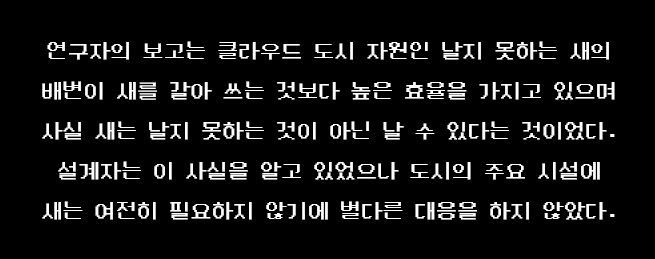 연구자의 보고는 클라우드 도시 자원인 날지 못하는 새의
배변이 새를 갈아 쓰는 것보다 높은 효율을 가지고 있으며
사실 새는 날지 못하는 것이 아닌 날 수 있다는 것이었다.
설계자는 이 사실을 알고 있었으나 도시의 주요 시설에
새는 여전히 필요하지 않기에 별다른 대응을 하지 않았다.